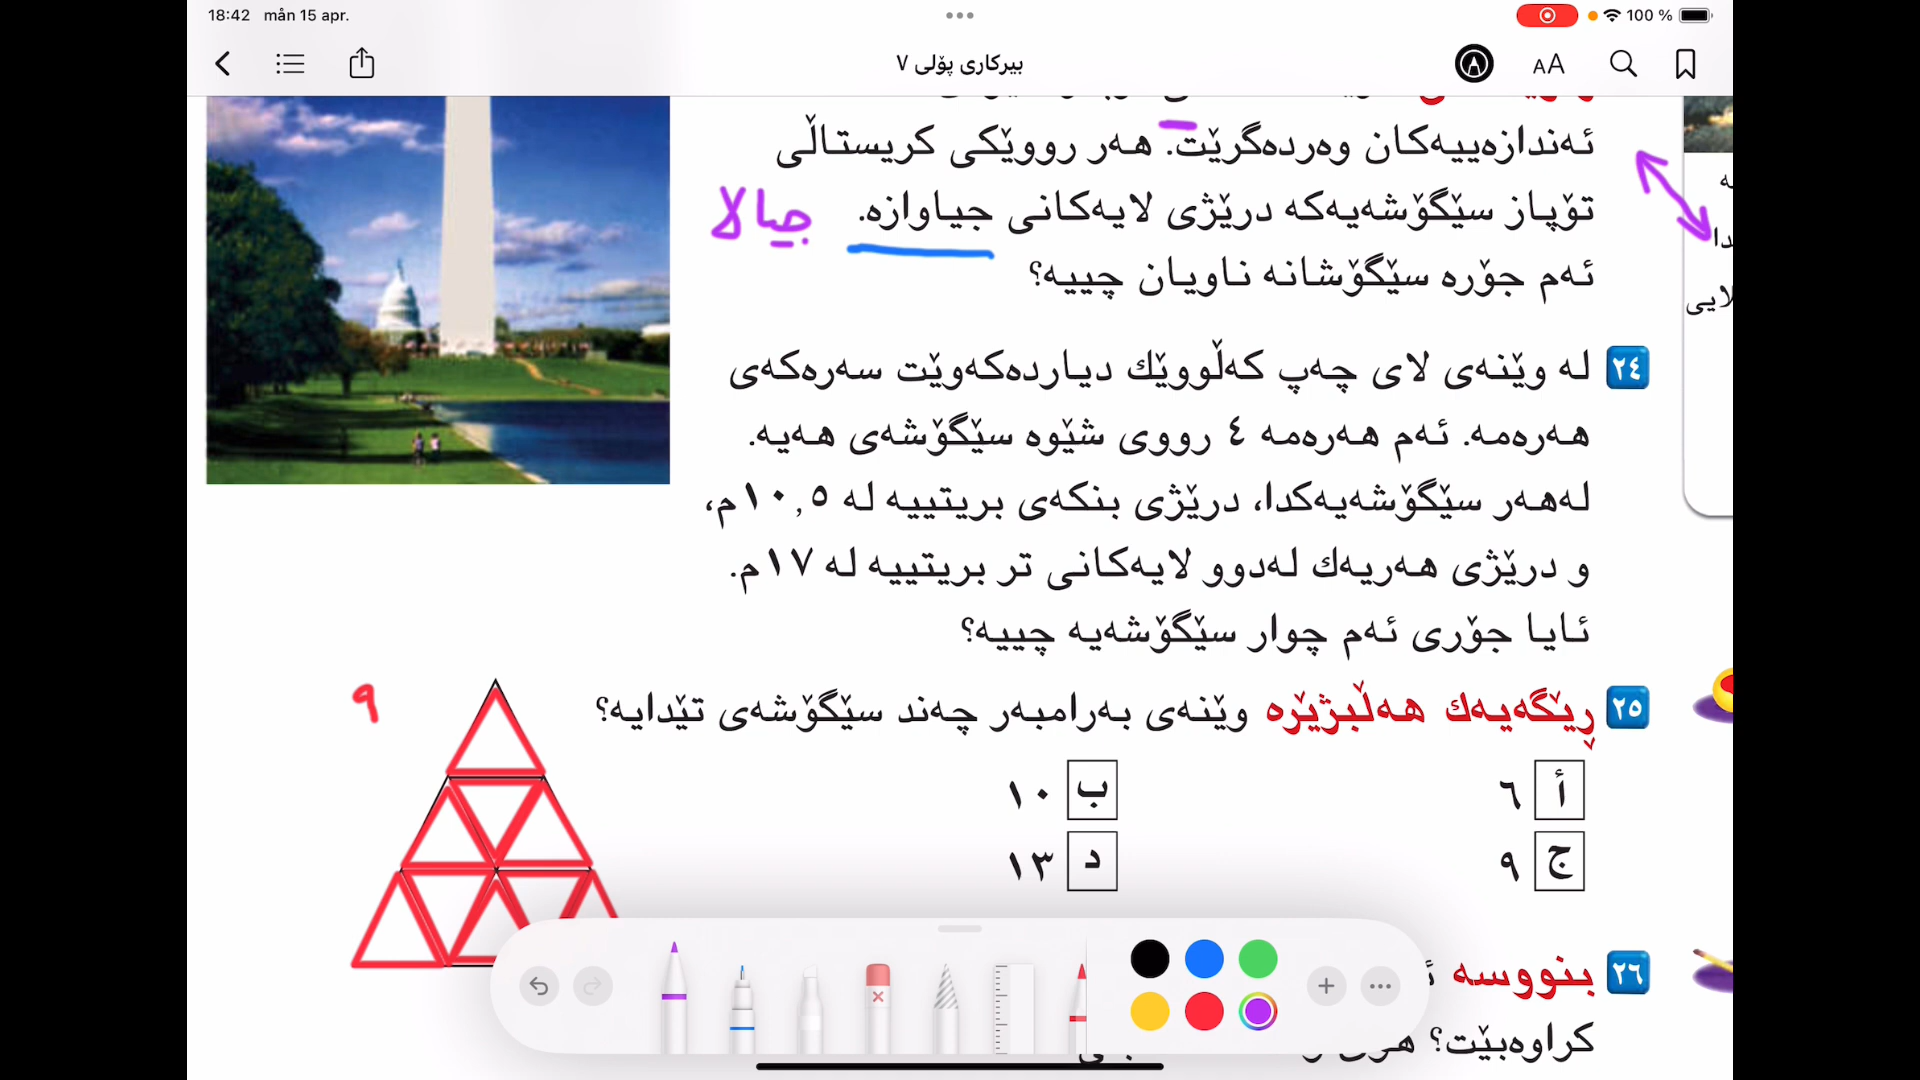 18:42 mån 15 apr.
100 %
بیرکاری پۆلی ٧
AA
ئەندازەییەکان وەردەگرێت. هەر روویێکی کریستاڵی
تۆپاز سێگۆشەیەکە درێژی لایەکانی جیاوازە.
جیالا
ئەم جۆرە سێگۆشانە ناویان چییە؟
لایی
٢٤ لە وێنەی لای چەپ کەڵووێك دیاردەکەوێت سەرەکەی
هەرەمە. ئەم هەرەمە ٤ رووی شێوە سێگۆشەی هەیە.
لەهەر سێگۆشەیەکدا، درێژی بنکەی بریتییە لە ١٠,٥م،
و درێژی هەریەك لەدوو لایەکانی تر بریتییە لە ١٧م.
ئایا جۆری ئەم چوار سێگۆشەیە چییە؟
٢٥ ڕێگەیەك هەڵبژێرە وێنەی بەرامبەر چەند سێگۆشەی تێدایە؟
٩
أ ٦
ب ١٠
ج ٩
د ١٣
٢٦ بنووسە
کراوەبێت؟